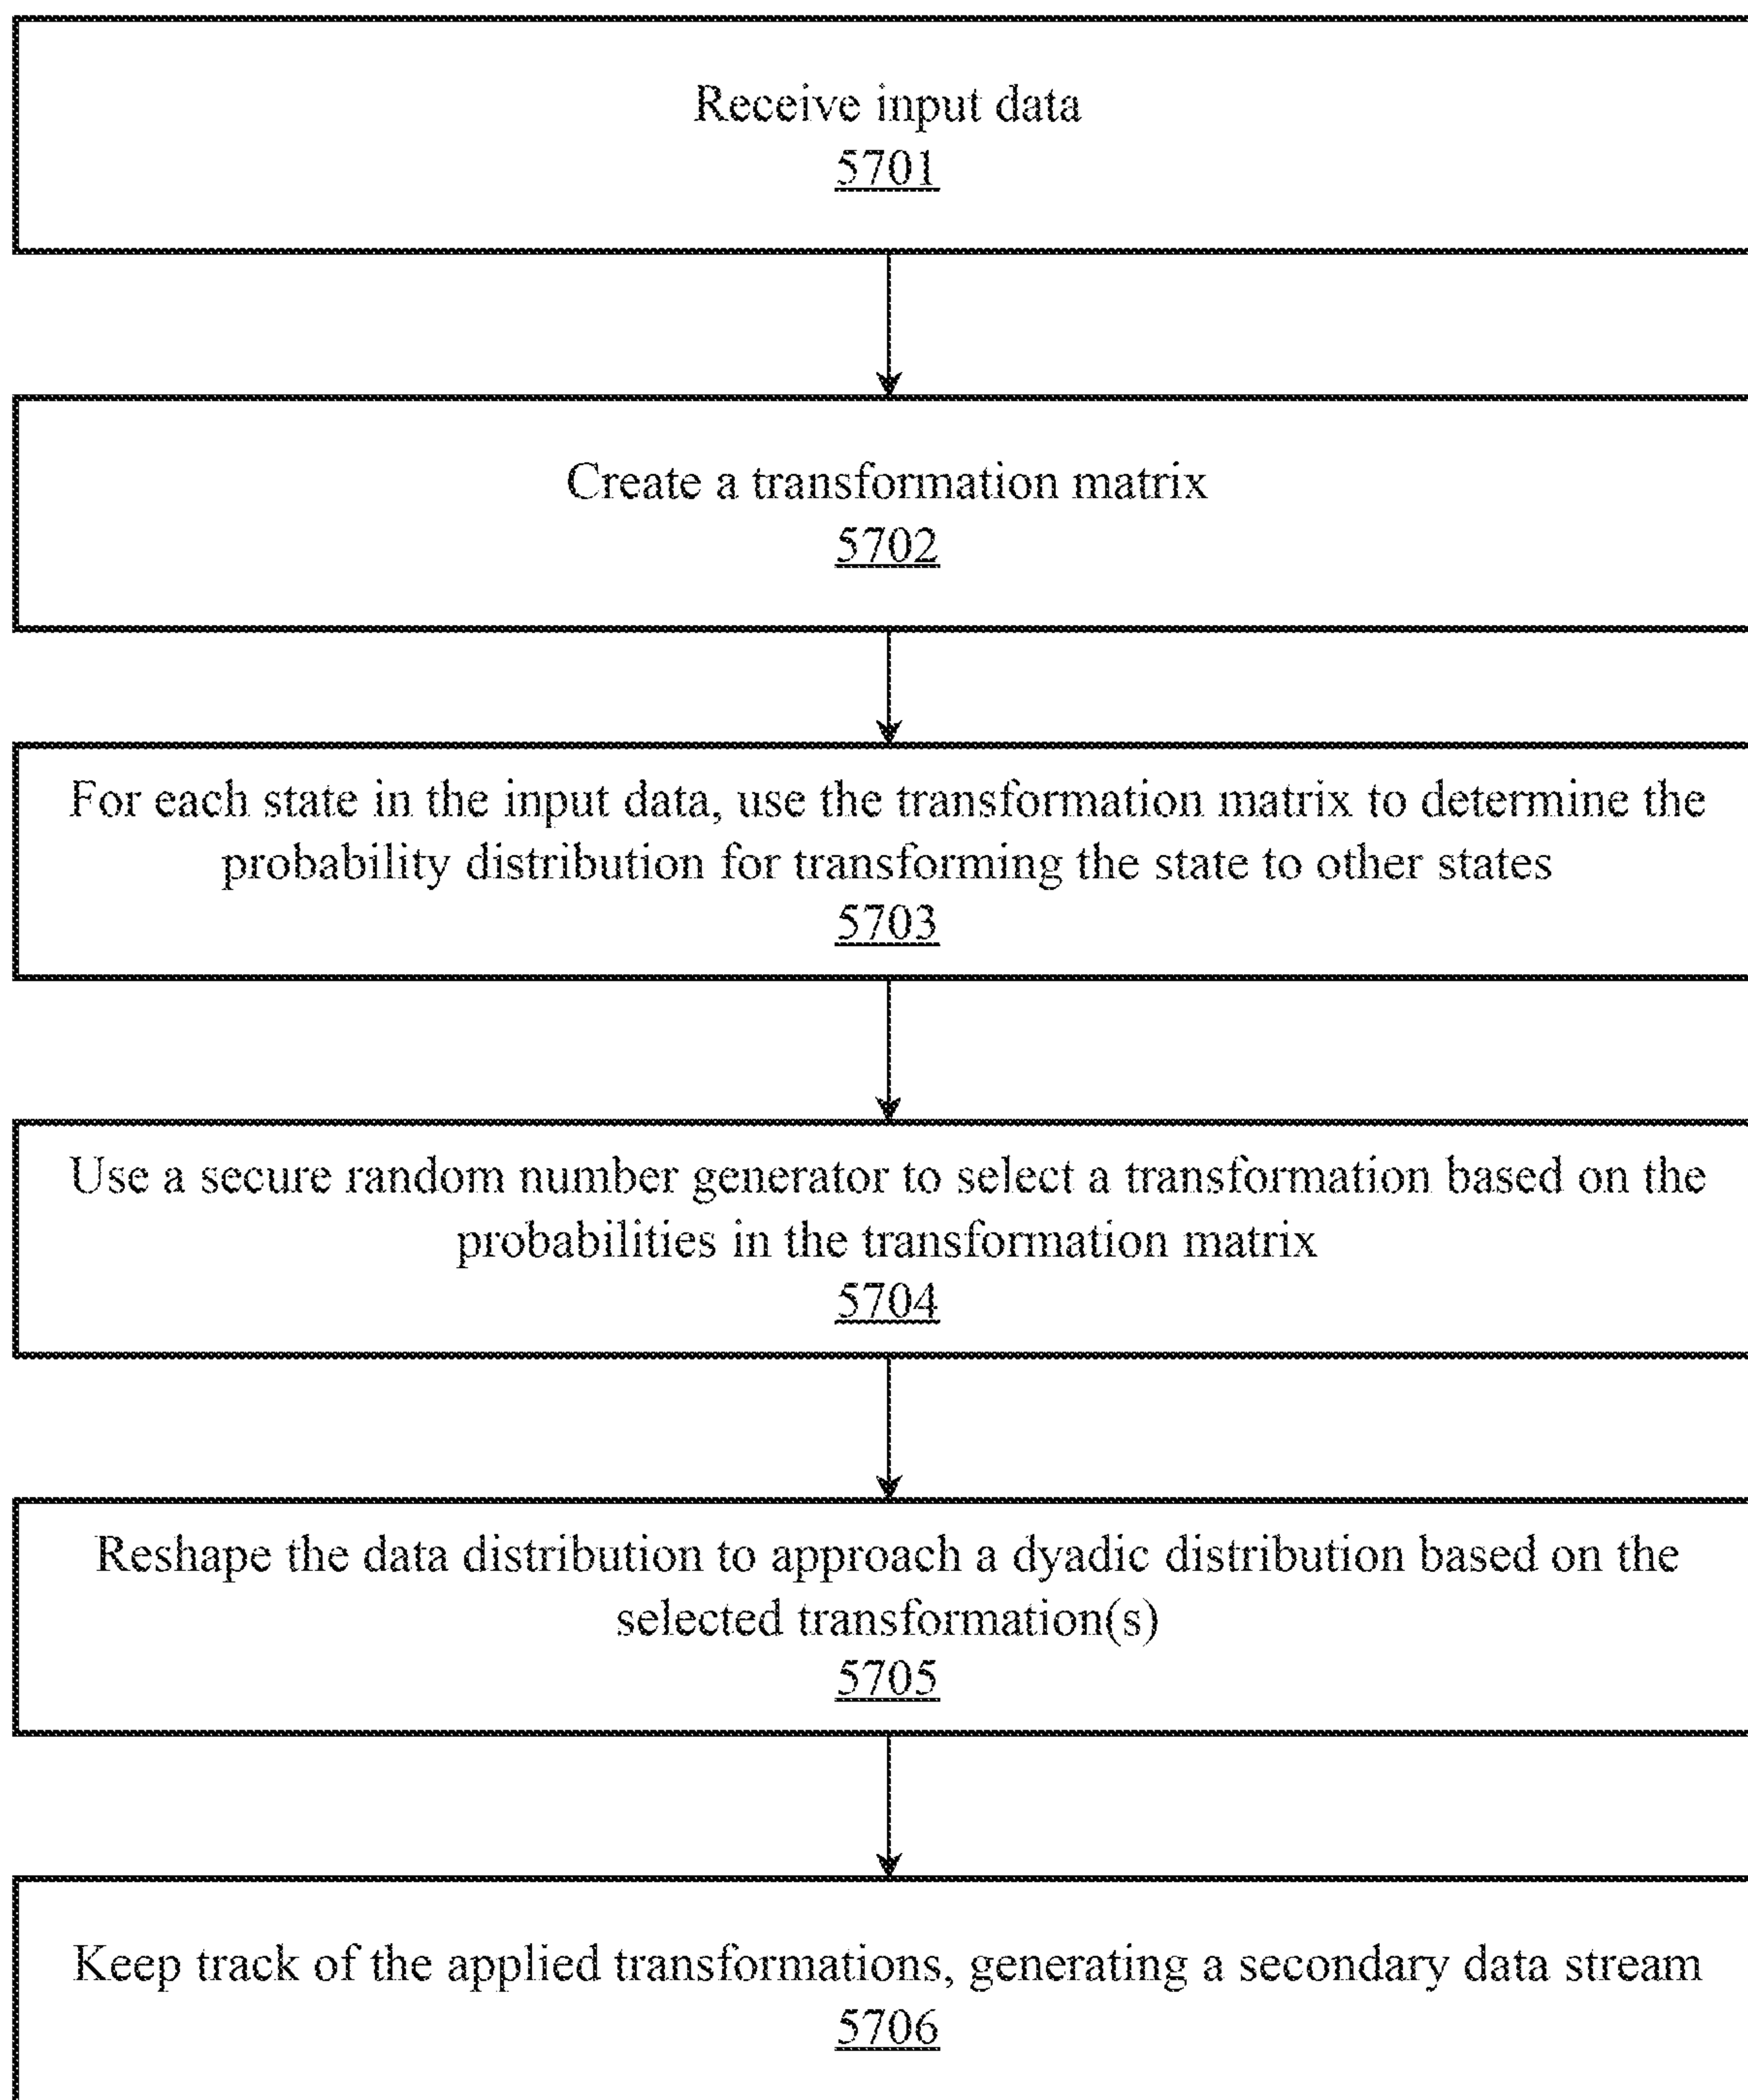 Receive input data
5701
Create a transformation matrix
5702
For each state in the input data, use the transformation matrix to determine the
probability distribution for transforming the state to other states
5703
Use a secure random number generator to select a transformation based on the
probabilities in the transformation matrix
5704
Reshape the data distribution to approach a dyadic distribution based on the
selected transformation(s)
5705
Keep track of the applied transformations, generating a secondary data stream
5706